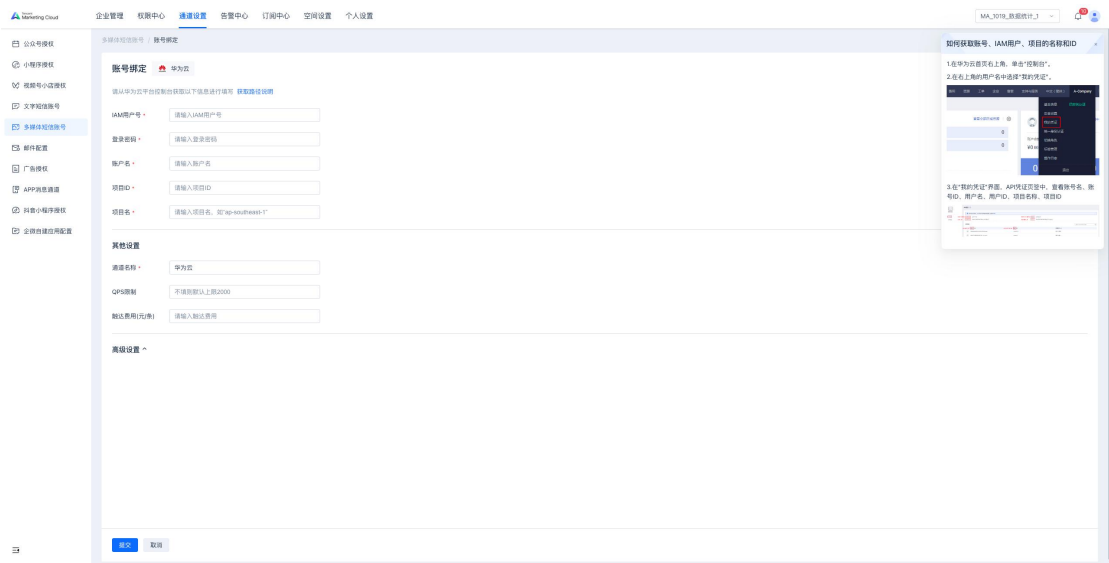 Marketing Cloud
企业管理 权限中心 通道设置 告警中心 订阅中心 空间设置 个人设置
MA_1019_数据统计_1
10
公众号授权
小程序授权
视频号小店授权
文字短信账号
多媒体短信账号
邮件配置
广告授权
APP消息通道
抖音小程序授权
企微自建应用配置
多媒体短信账号 / 账号绑定
账号绑定 华为云
请从华为云平台控制台获取以下信息进行填写 获取路径说明
IAM用户号 * 请输入IAM用户号
登录密码 * 请输入登录密码
账户名 * 请输入账户名
项目ID * 请输入项目ID
项目名 * 请输入项目名，如"ap-southeast-1"
其他设置
通道名称 * 华为云
QPS限制 不填则默认上限2000
触达费用(元/条) 请输入触达费用
高级设置
提交 取消
如何获取账号、IAM用户、项目的名称和ID
1.在华为云首页右上角，单击"控制台"。
2.在右上角的用户名中选择"我的凭证"。
X-Company
我的凭证
0
0
3.在"我的凭证"界面，API凭证页签中，查看账号名、账
号ID、用户名、用户ID、项目名称、项目ID